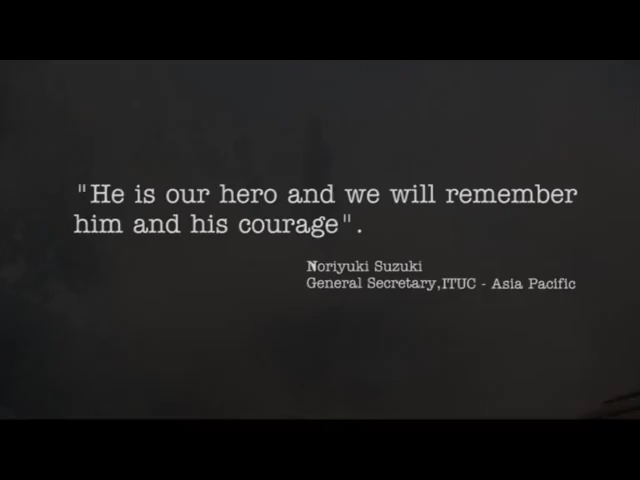 "He is our hero and we will remember
him and his courage".
Noriyuki Suzuki
General Secretary,ITUC - Asia Pacific